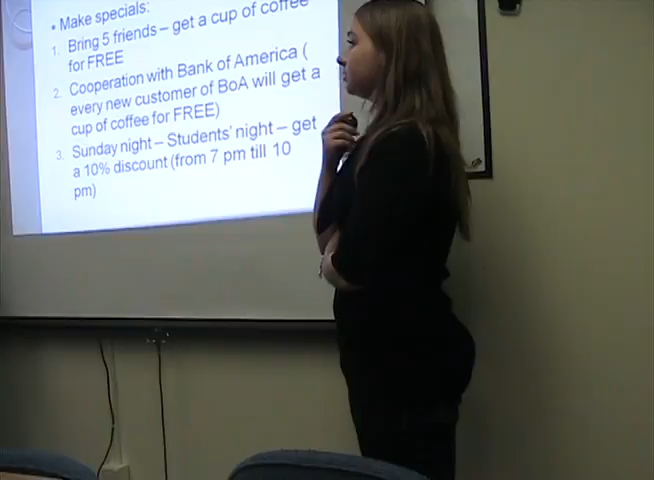 • Make specials:
1. Bring 5 friends – get a cup of coffee
for FREE
2. Cooperation with Bank of America (
every new customer of BoA will get a
cup of coffee for FREE)
3. Sunday night – Students' night – get
a 10% discount (from 7 pm till 10
pm)